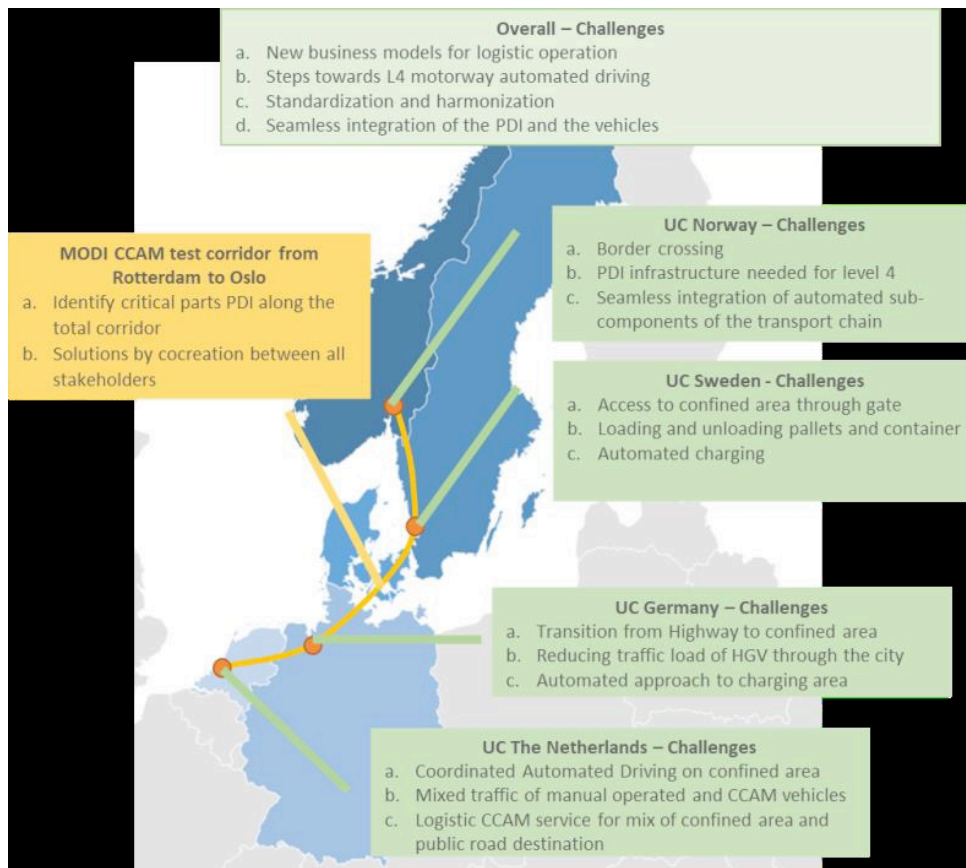 Overall – Challenges
a. New business models for logistic operation
b. Steps towards L4 motorway automated driving
c. Standardization and harmonization
d. Seamless integration of the PDI and the vehicles
MODI CCAM test corridor from
Rotterdam to Oslo
a. Identify critical parts PDI along the
total corridor
b. Solutions by cocreation between all
stakeholders
UC Norway – Challenges
a. Border crossing
b. PDI infrastructure needed for level 4
c. Seamless integration of automated sub-
components of the transport chain
UC Sweden - Challenges
a. Access to confined area through gate
b. Loading and unloading pallets and container
c. Automated charging
UC Germany – Challenges
a. Transition from Highway to confined area
b. Reducing traffic load of HGV through the city
c. Automated approach to charging area
UC The Netherlands – Challenges
a. Coordinated Automated Driving on confined area
b. Mixed traffic of manual operated and CCAM vehicles
c. Logistic CCAM service for mix of confined area and
public road destination